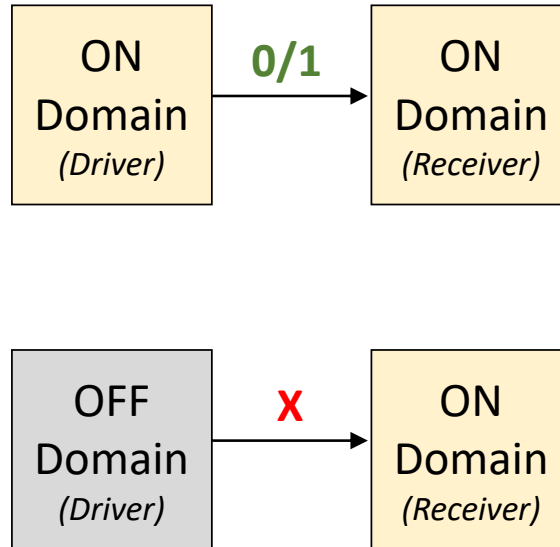 ON
Domain
(Driver)
0/1
ON
Domain
(Receiver)
OFF
Domain
(Driver)
X
ON
Domain
(Receiver)